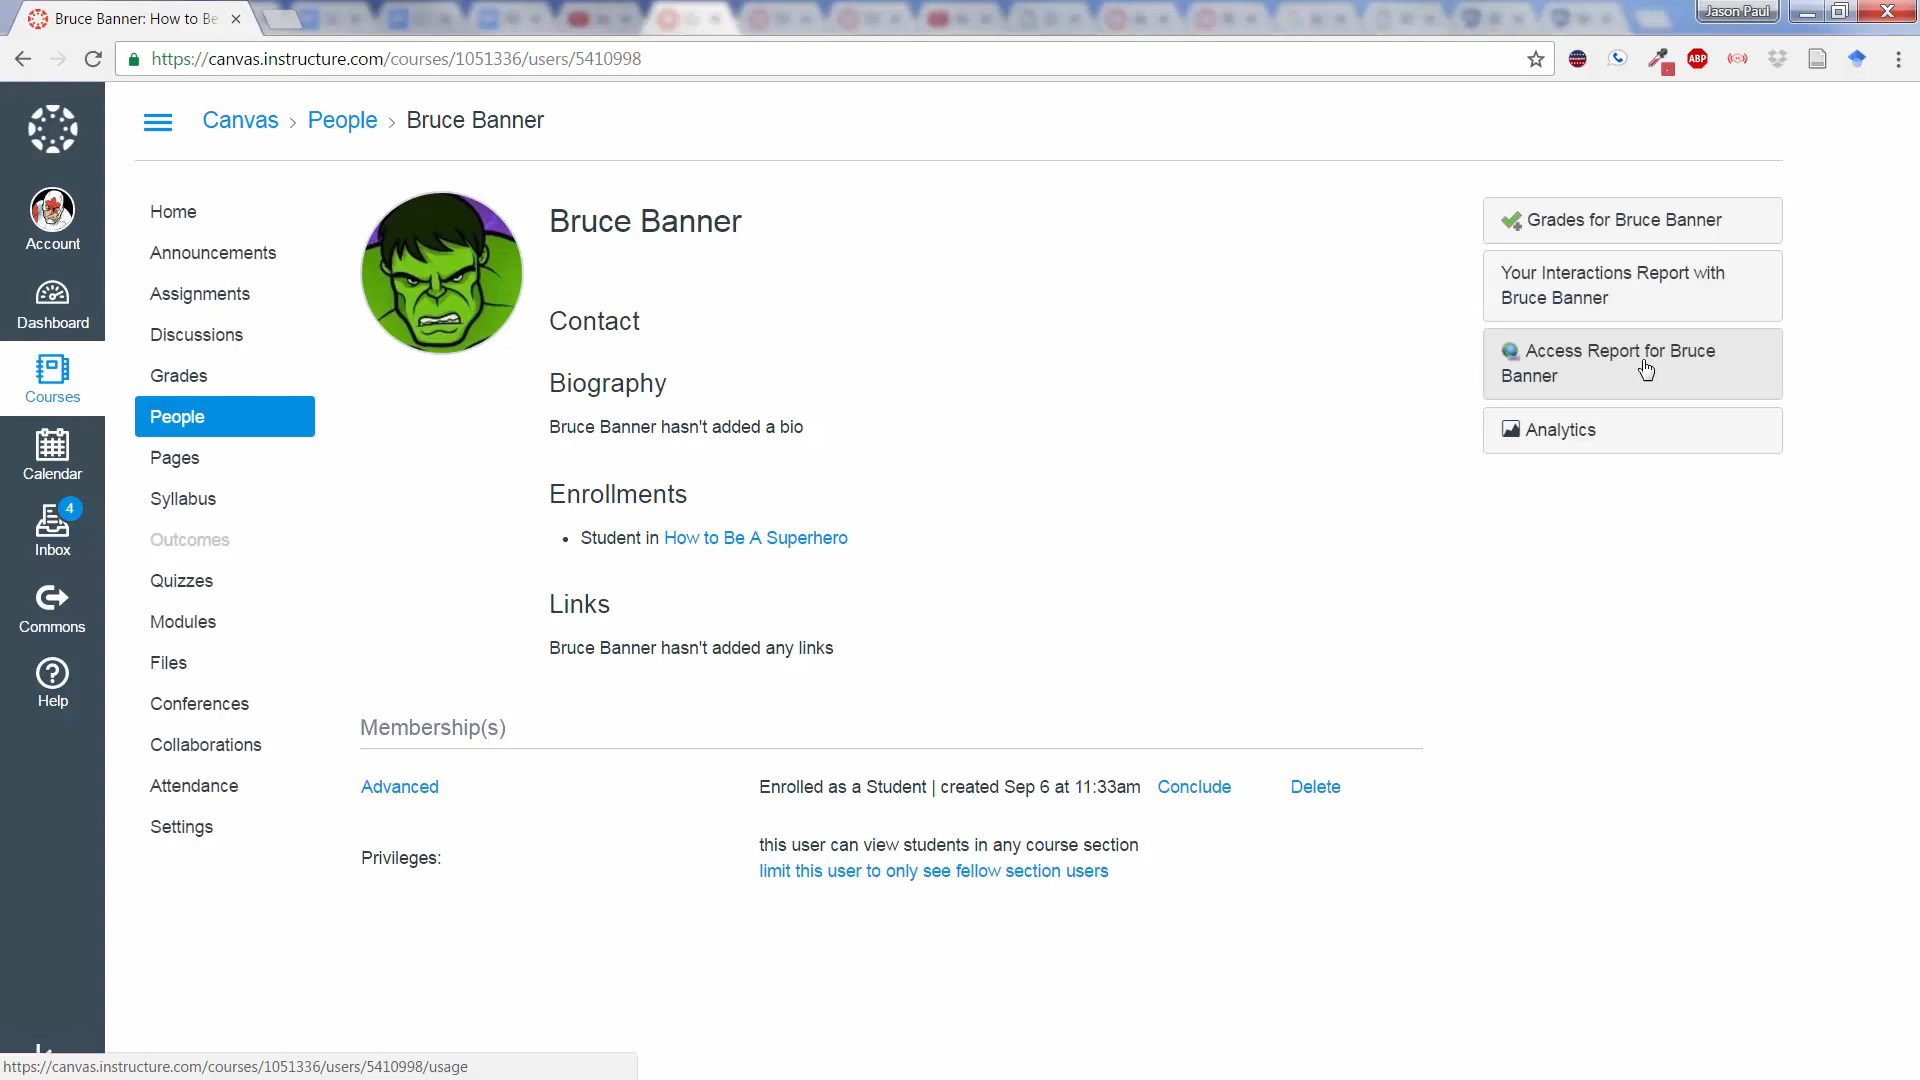 Bruce Banner: How to Be
Jason Paul
https://canvas.instructure.com/courses/1051336/users/5410998
ABP
Canvas > People > Bruce Banner
Account
Dashboard
Courses
Calendar
4
Inbox
Commons
Help
Home
Announcements
Assignments
Discussions
Grades
People
Pages
Syllabus
Outcomes
Quizzes
Modules
Files
Conferences
Collaborations
Attendance
Settings
Bruce Banner
Contact
Biography
Bruce Banner hasn't added a bio
Enrollments
• Student in How to Be A Superhero
Links
Bruce Banner hasn't added any links
Membership(s)
Advanced Enrolled as a Student | created Sep 6 at 11:33am Conclude Delete
this user can view students in any course section
Privileges:
limit this user to only see fellow section users
Grades for Bruce Banner
Your Interactions Report with
Bruce Banner
Access Report for Bruce
Banner
Analytics
https://canvas.instructure.com/courses/1051336/users/5410998/usage